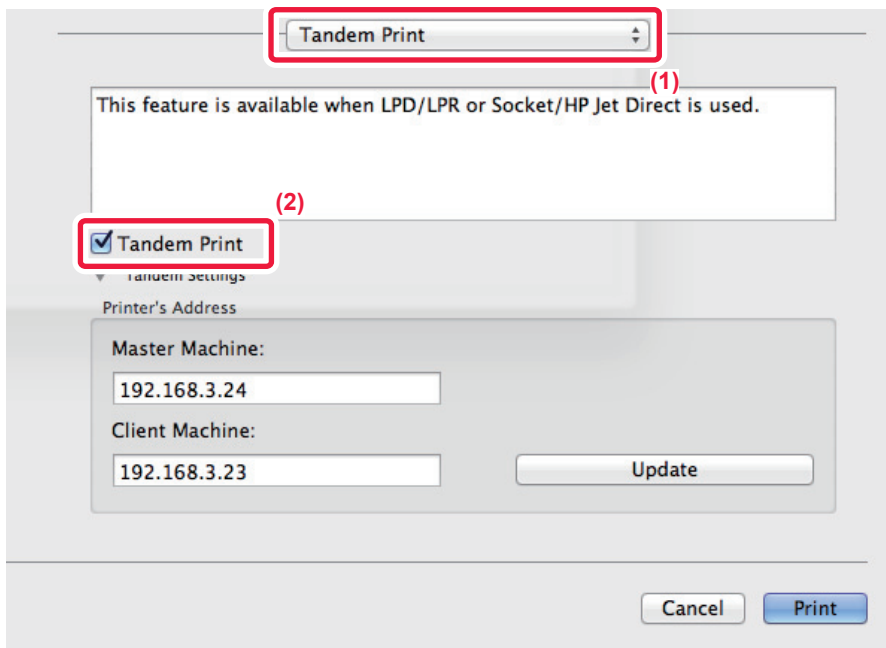 Tandem Print
(1)
This feature is available when LPD/LPR or Socket/HP Jet Direct is used.
(2)
Tandem Print
Tandem Settings
Printer's Address
Master Machine:
192.168.3.24
Client Machine:
192.168.3.23
Update
Cancel
Print